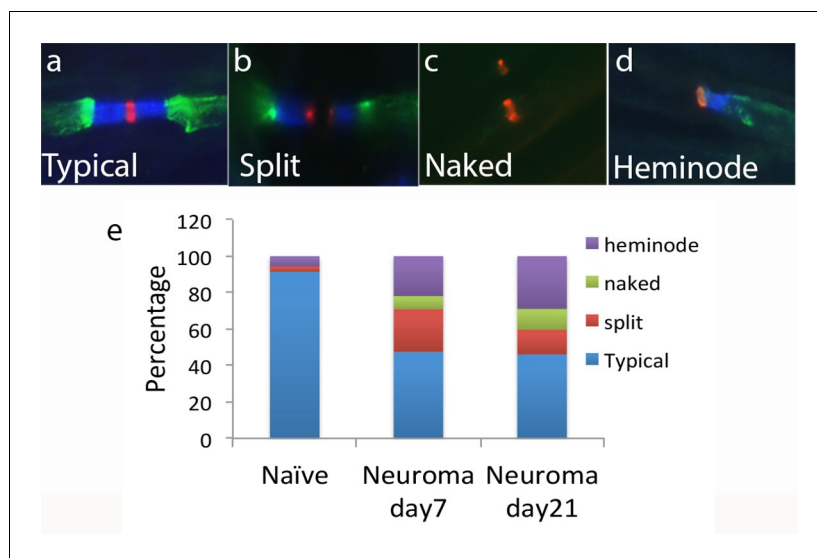 a
b
c
d
Typical
Split
Naked
Heminode
e
120
100
80
60
40
20
0
Percentage
heminode
naked
split
Typical
Naïve
Neuroma
day7
Neuroma
day21